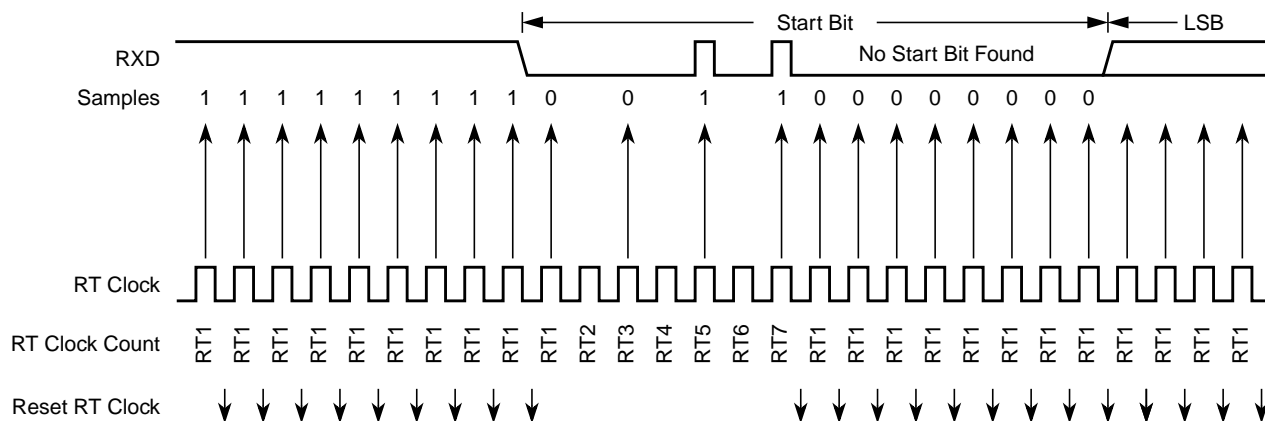 Start Bit LSB
RXD No Start Bit Found
Samples 1 1 1 1 1 1 1 1 1 0 0 1 1 0 0 0 0 0 0 0 0
RT Clock
RT Clock Count RT1 RT1 RT1 RT1 RT1 RT1 RT1 RT1 RT1 RT1 RT2 RT3 RT4 RT5 RT6 RT7 RT1 RT1 RT1 RT1 RT1 RT1 RT1 RT1 RT1 RT1 RT1 RT1
Reset RT Clock